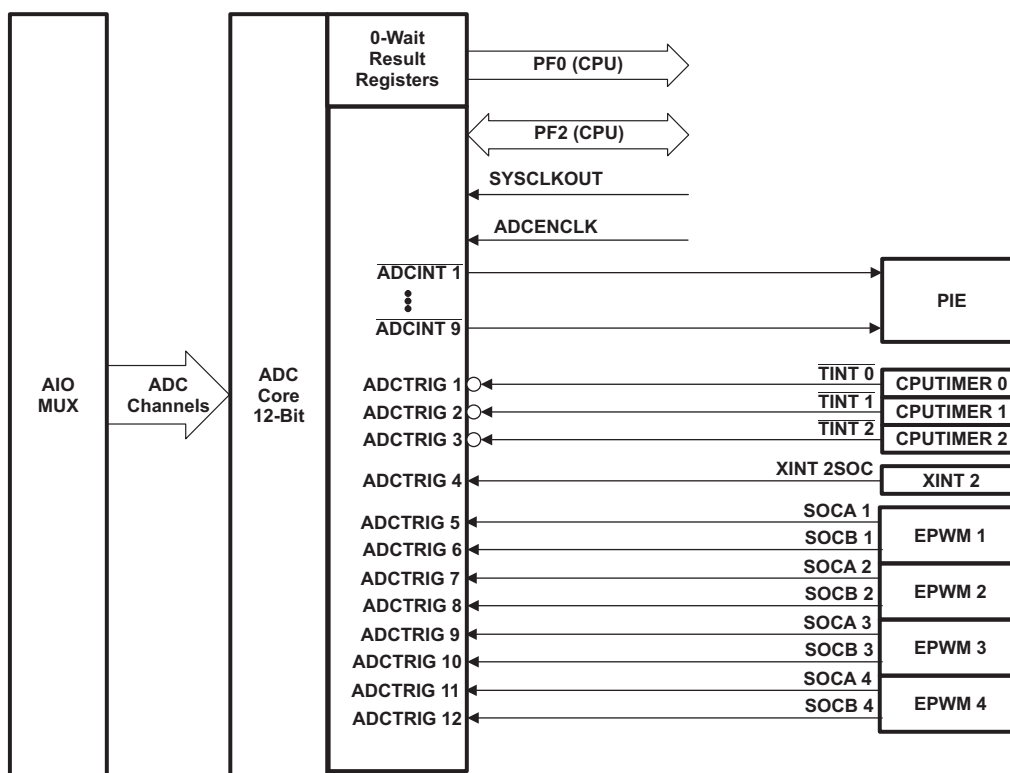 0-Wait
Result
Registers
PF0 (CPU)
PF2 (CPU)
SYSCLKOUT
ADCENCLK
ADCINT 1
ADCINT 9
PIE
AIO
MUX
ADC
Channels
ADC
Core
12-Bit
ADCTRIG 1
TINT 0
CPUTIMER 0
ADCTRIG 2
TINT 1
CPUTIMER 1
ADCTRIG 3
TINT 2
CPUTIMER 2
ADCTRIG 4
XINT 2SOC
XINT 2
ADCTRIG 5
SOCA 1
EPWM 1
ADCTRIG 6
SOCB 1
ADCTRIG 7
SOCA 2
EPWM 2
ADCTRIG 8
SOCB 2
ADCTRIG 9
SOCA 3
EPWM 3
ADCTRIG 10
SOCB 3
ADCTRIG 11
SOCA 4
EPWM 4
ADCTRIG 12
SOCB 4